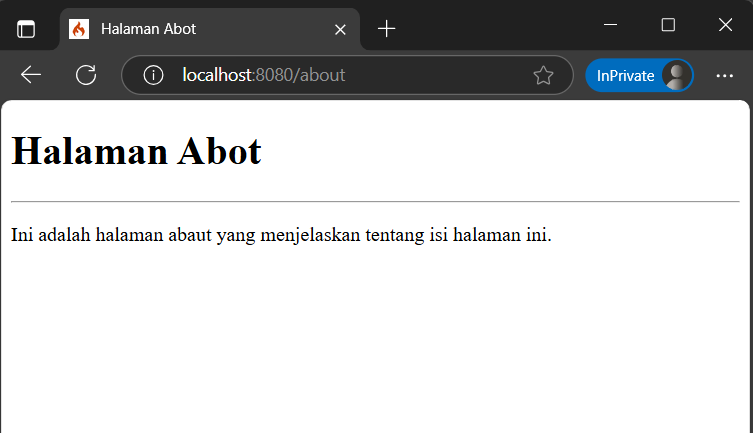 Halaman Abot
localhost:8080/about
InPrivate
Halaman Abot
Ini adalah halaman abaut yang menjelaskan tentang isi halaman ini.